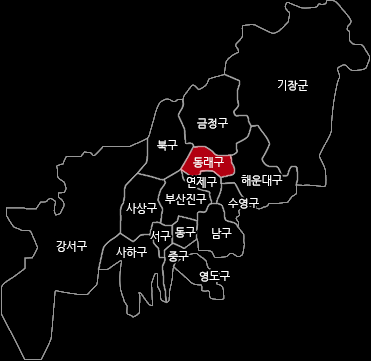 기장군
금정구
북구
동래구
해운대구
연제구
부산진구
수영구
사상구
동구
남구
서구
강서구
사하구
중구
영도구